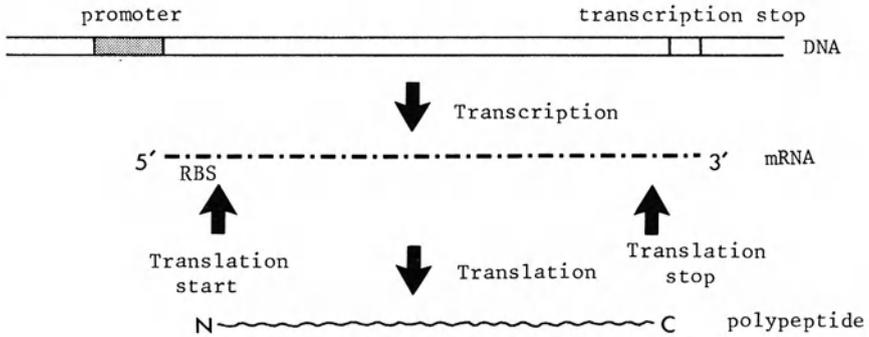 promoter
transcription stop
DNA
Transcription
5′
3′
mRNA
RBS
Translation
start
Translation
Translation
stop
N
C
polypeptide